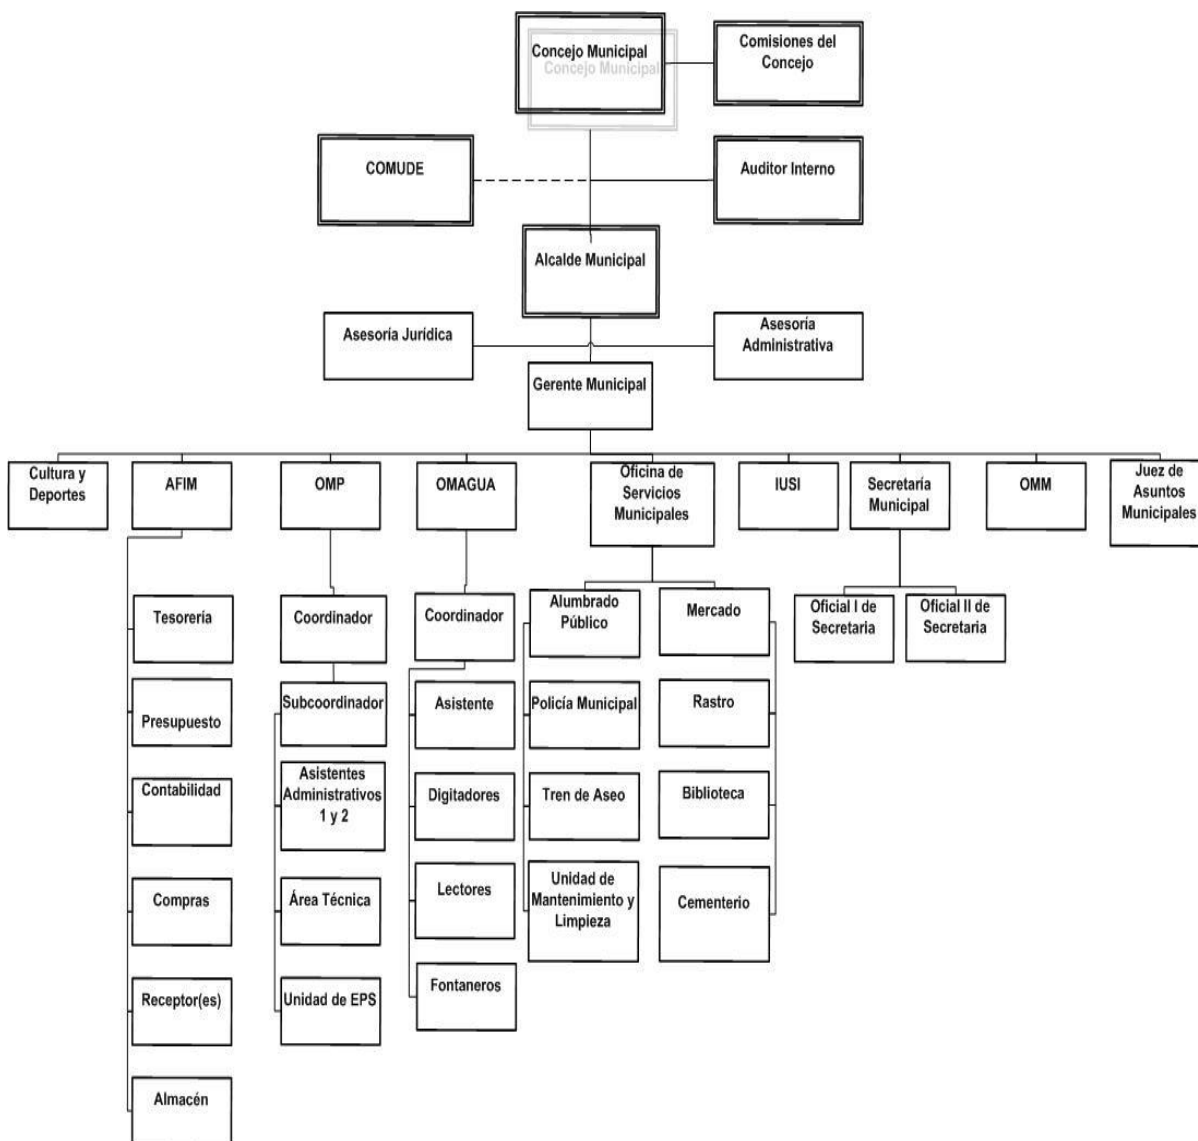 Concejo Municipal
Concejo Municipal
Comisiones del
Concejo
COMUDE
Auditor Interno
Alcalde Municipal
Asesoría Jurídica
Asesoría
Administrativa
Gerente Municipal
Cultura y
Deportes
AFIM
OMP
OMAGUA
Oficina de
Servicios
Municipales
IUSI
Secretaría
Municipal
OMM
Juez de
Asuntos
Municipales
Tesorería
Presupuesto
Contabilidad
Compras
Receptor(es)
Almacén
Coordinador
Subcoordinador
Asistentes
Administrativos
1 y 2
Área Técnica
Unidad de EPS
Coordinador
Asistente
Digitadores
Lectores
Fontaneros
Alumbrado
Público
Policía Municipal
Tren de Aseo
Unidad de
Mantenimiento y
Limpieza
Mercado
Rastro
Biblioteca
Cementerio
Oficial I de
Secretaria
Oficial II de
Secretaria